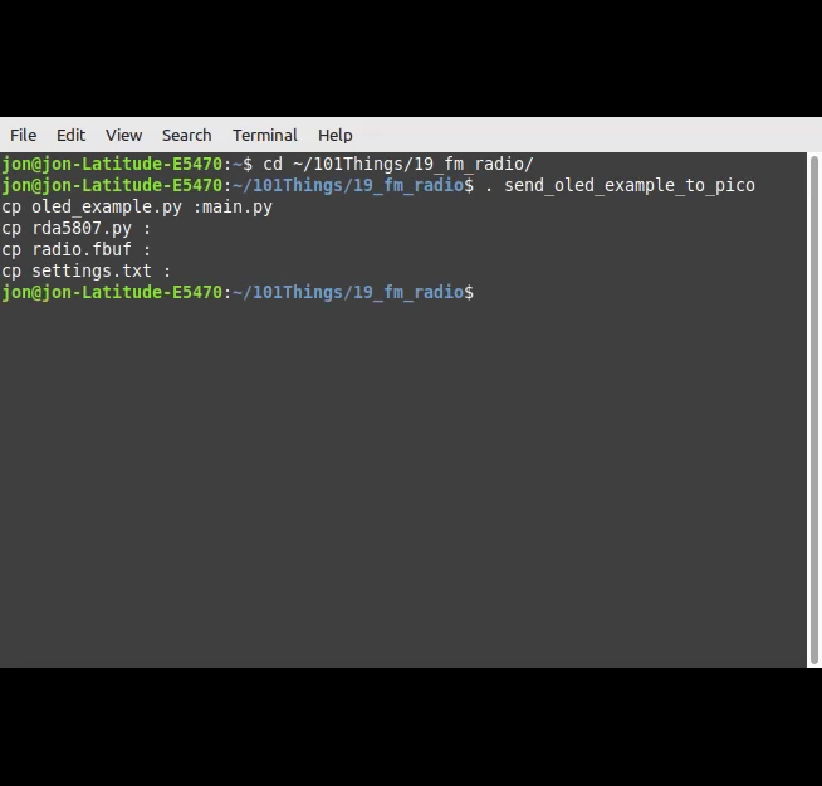 File Edit View Search Terminal Help
jon@jon-Latitude-E5470:~$ cd ~/101Things/19_fm_radio/
jon@jon-Latitude-E5470:~/101Things/19_fm_radio$ . send_oled_example_to_pico
cp oled_example.py :main.py
cp rda5807.py :
cp radio.fbuf :
cp settings.txt :
jon@jon-Latitude-E5470:~/101Things/19_fm_radio$